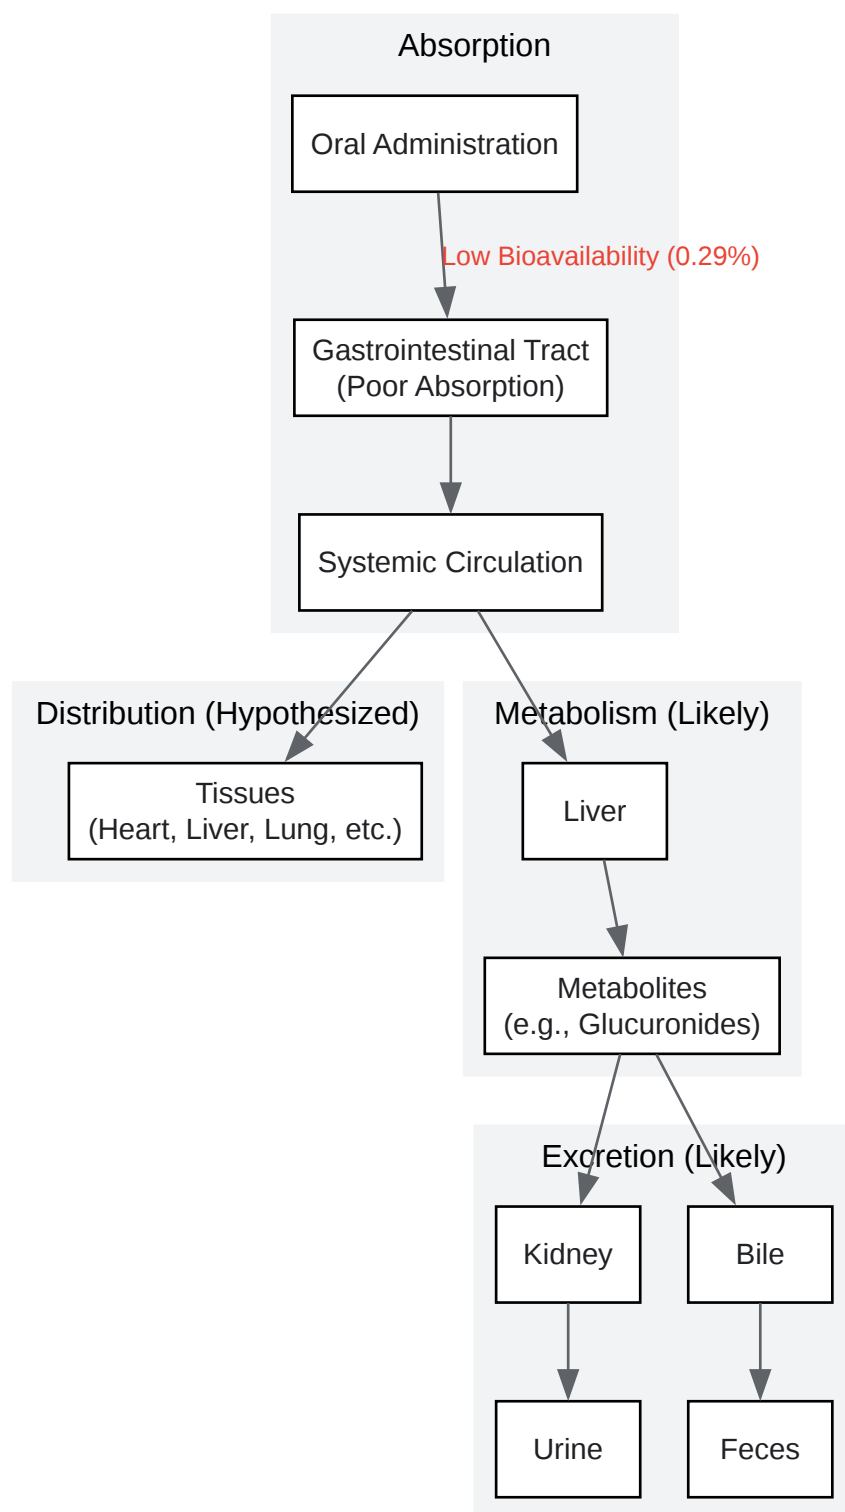 Absorption
Oral Administration
Low Bioavailability (0.29%)
Gastrointestinal Tract
(Poor Absorption)
Systemic Circulation
Distribution (Hypothesized)
Tissues
(Heart, Liver, Lung, etc.)
Metabolism (Likely)
Liver
Metabolites
(e.g., Glucuronides)
Excretion (Likely)
Kidney
Bile
Urine
Feces